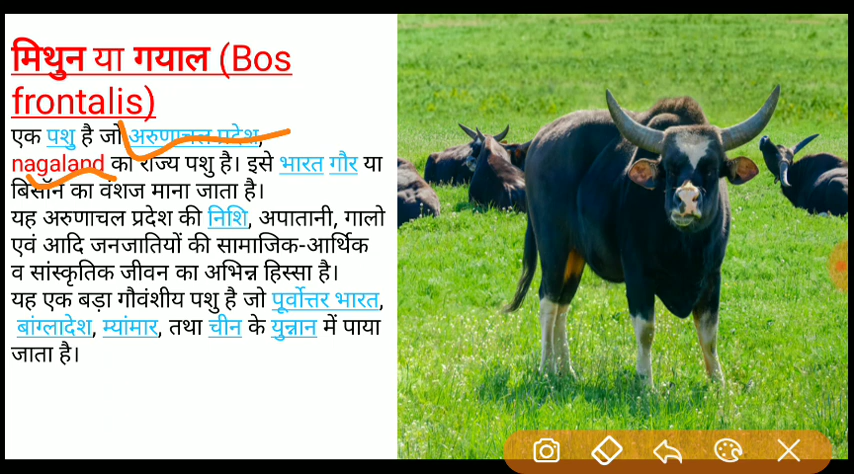 मिथुन या गयाल (Bos
frontalis)
एक पशु है जो अरुणाचल प्रदेश,
nagaland का राज्य पशु है। इसे भारत गौर या
बिसॉन का वंशज माना जाता है।
यह अरुणाचल प्रदेश की निशि, अपातानी, गालो
एवं आदि जनजातियों की सामाजिक-आर्थिक
व सांस्कृतिक जीवन का अभिन्न हिस्सा है।
यह एक बड़ा गौवंशीय पशु है जो पूर्वोत्तर भारत,
बांग्लादेश, म्यांमार, तथा चीन के युन्नान में पाया
जाता है।